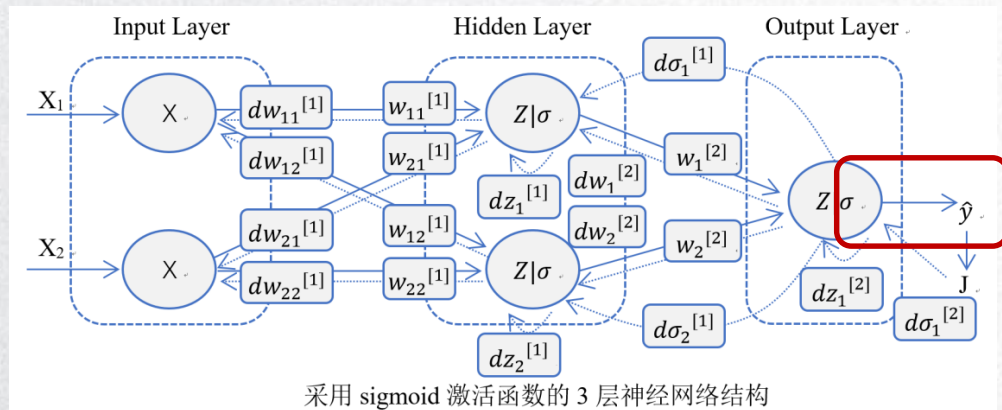 Input Layer
Hidden Layer
Output Layer
dσ₁^[1]
X₁
X
dw₁₁^[1]
w₁₁^[1]
Z|σ
dw₁₂^[1]
w₂₁^[1]
w₁^[2]
dz₁^[1]
dw₁^[2]
Z|σ
ŷ
dw₂₁^[1]
w₁₂^[1]
dw₂^[2]
X₂
X
w₂^[2]
dw₂₂^[1]
w₂₂^[1]
Z|σ
dz₁^[2]
J
dσ₂^[1]
dσ₁^[2]
dz₂^[1]
采用 sigmoid 激活函数的 3 层神经网络结构